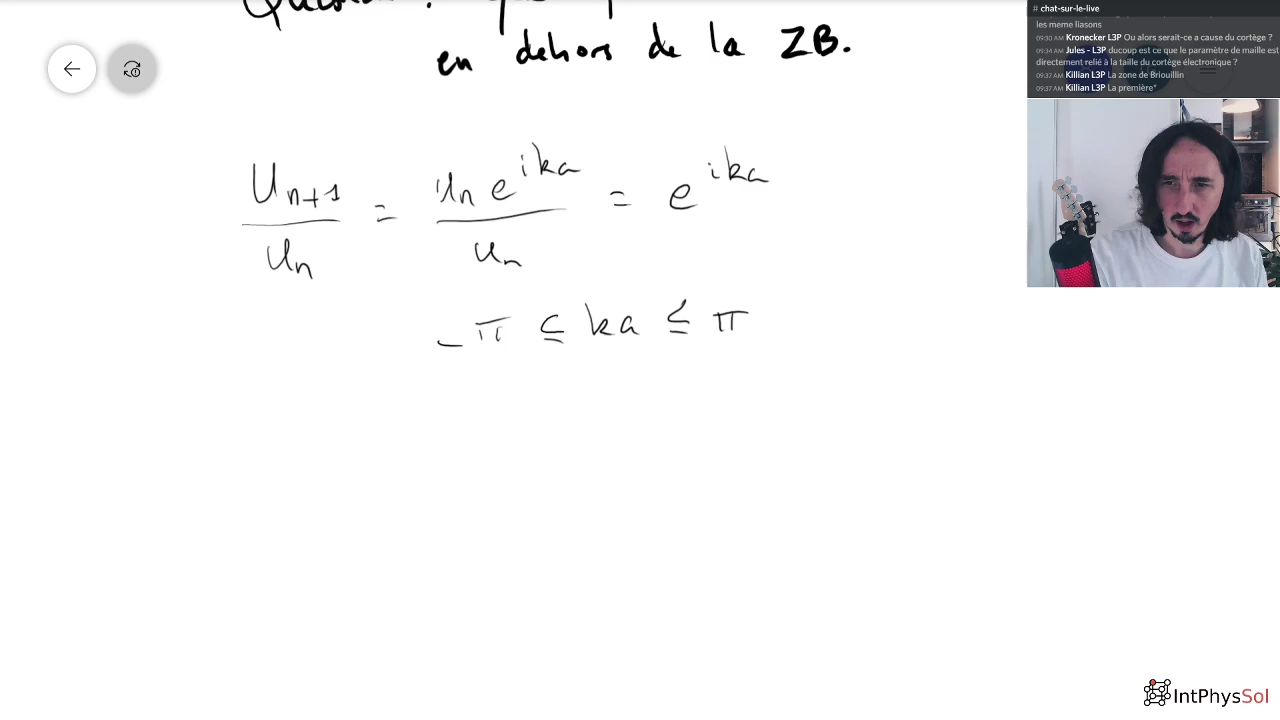 Question :
en dehors de la ZB.
U_{n+1} / u_n = u_n e^{ika} / u_n = e^{ika}
-π ≤ ka ≤ π
# chat-sur-le-live
les meme liasons
09:30 AM Kronecker L3P Ou alors serait-ce a cause du cortège ?
09:34 AM Jules - L3P ducoup est ce que le paramètre de maille est
directement relié à la taille du cortège électronique ?
09:37 AM Killian L3P La zone de Briouillin
09:37 AM Killian L3P La première*
IntPhysSol